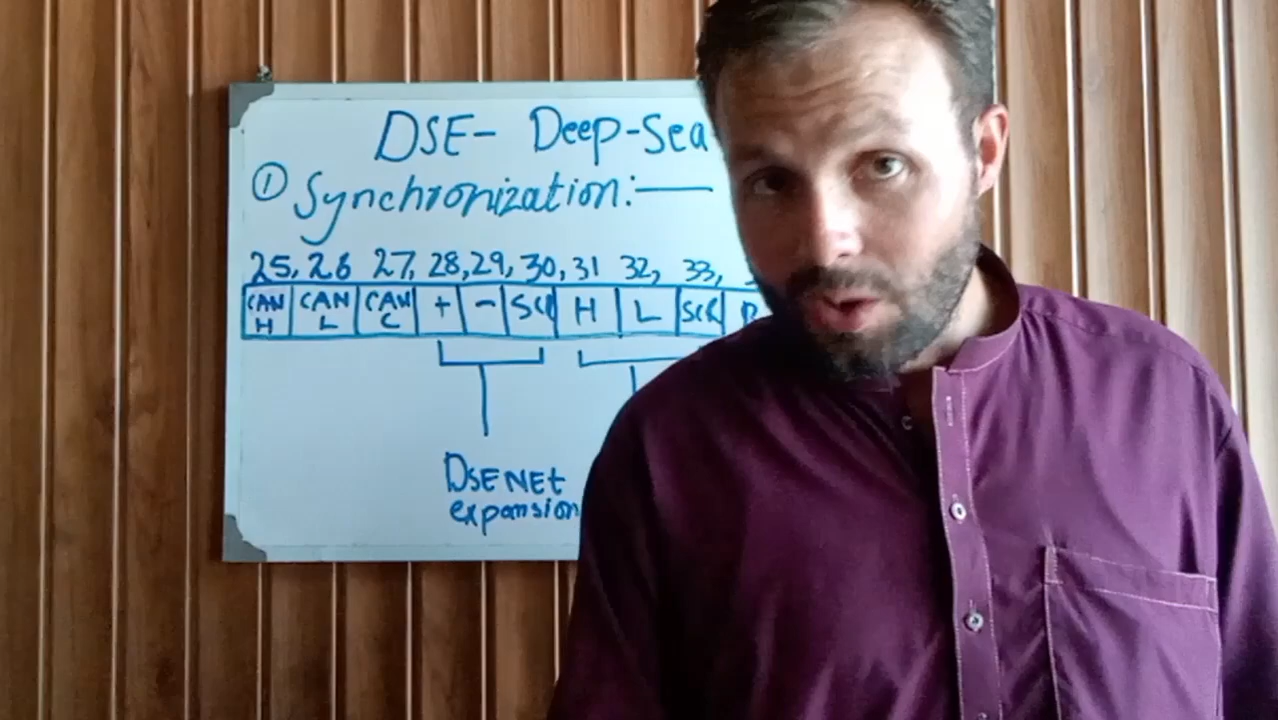 DSE- Deep-Sea
① Synchronization:-
25, 26 27, 28, 29, 30, 31 32, 33,
CAN H CAN L CAN C + - SCR H L SCR
DSENEt
expansion